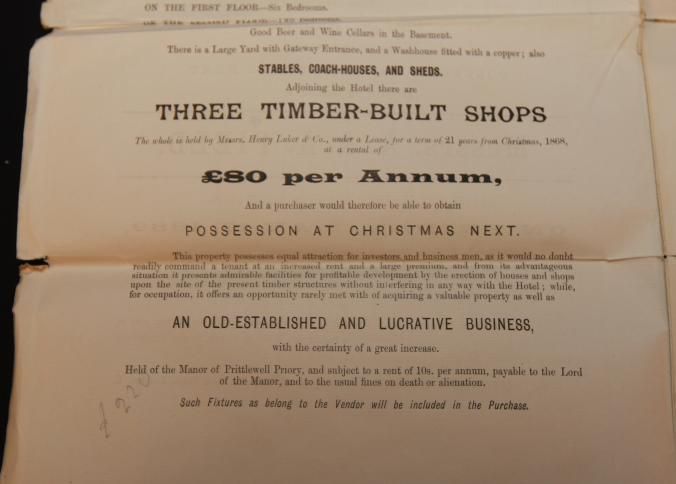 ON THE FIRST FLOOR—Six Bedrooms.
ON THE SECOND FLOOR—Two Bedrooms.
Good Beer and Wine Cellars in the Basement.
There is a Large Yard with Gateway Entrance, and a Washhouse fitted with a copper; also
STABLES, COACH-HOUSES, AND SHEDS.
Adjoining the Hotel there are
THREE TIMBER-BUILT SHOPS
The whole is held by Messrs. Henry Luker & Co., under a Lease, for a term of 21 years from Christmas, 1868,
at a rental of
£80 per Annum,
And a purchaser would therefore be able to obtain
POSSESSION AT CHRISTMAS NEXT.
This property possesses equal attraction for investors and business men, as it would no doubt
readily command a tenant at an increased rent and a large premium, and from its advantageous
situation it presents admirable facilities for profitable development by the erection of houses and shops
upon the site of the present timber structures without interfering in any way with the Hotel; while,
for occupation, it offers an opportunity rarely met with of acquiring a valuable property as well as
AN OLD-ESTABLISHED AND LUCRATIVE BUSINESS,
with the certainty of a great increase.
Held of the Manor of Prittlewell Priory, and subject to a rent of 10s. per annum, payable to the Lord
of the Manor, and to the usual fines on death or alienation.
Such Fixtures as belong to the Vendor will be included in the Purchase.
£220